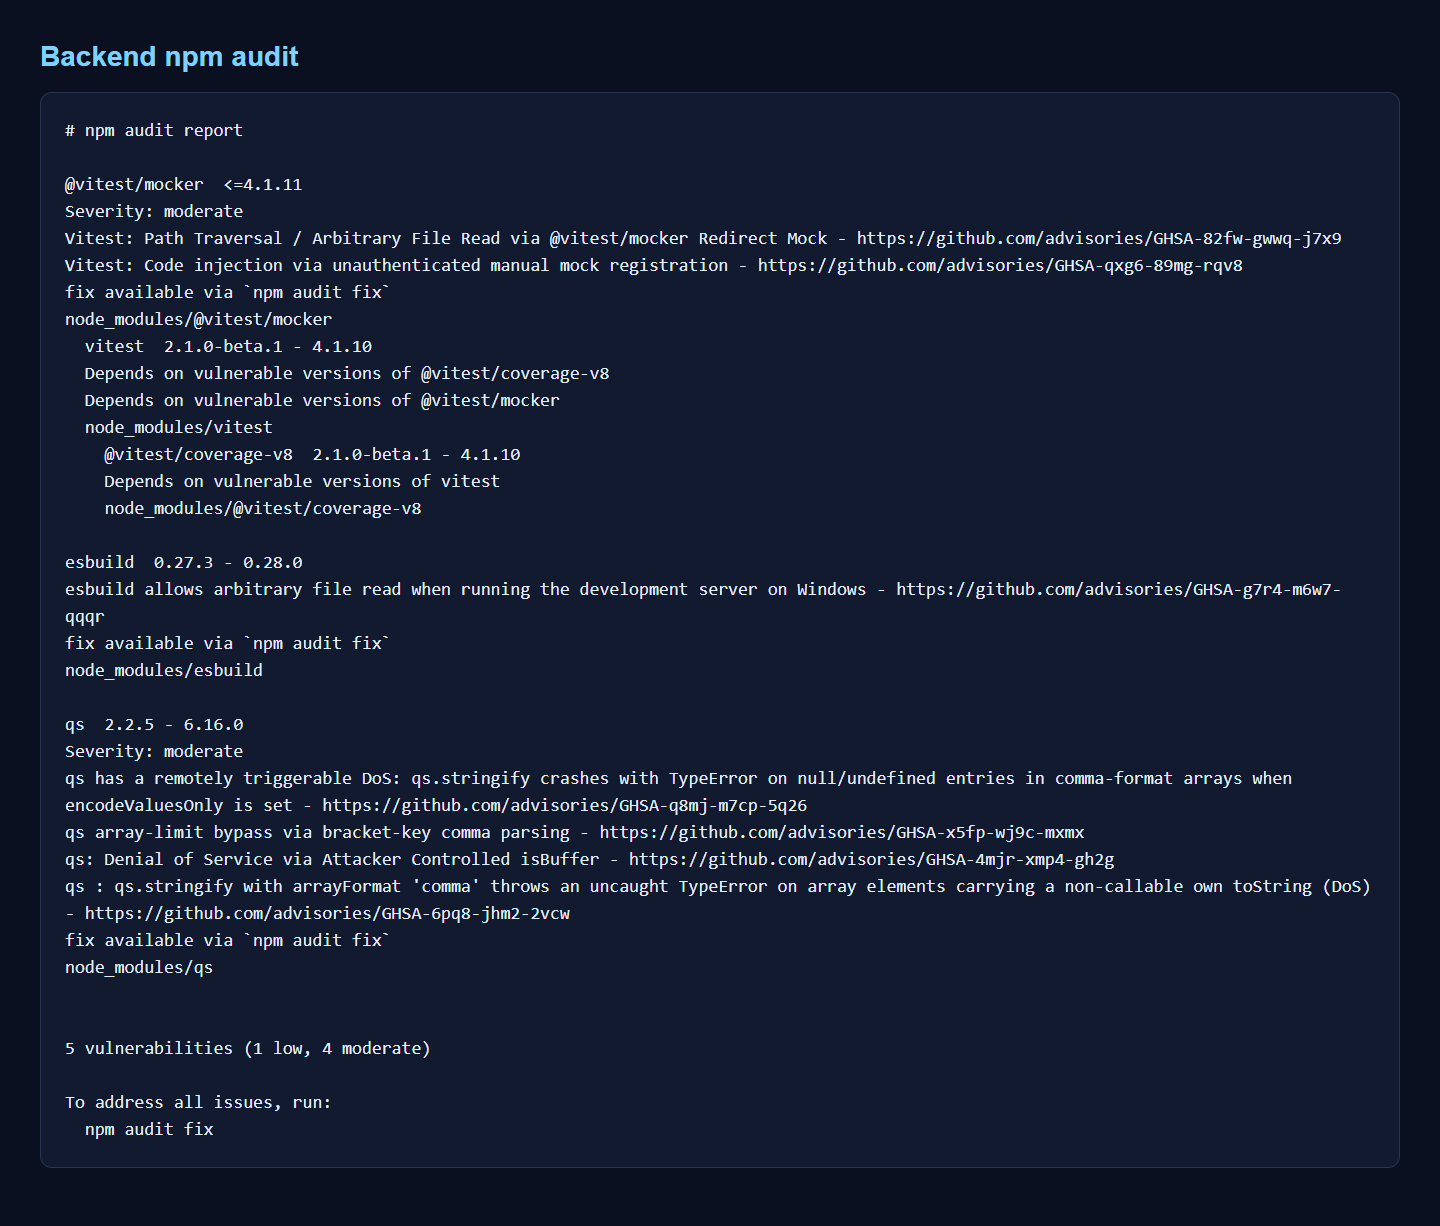 Backend npm audit
# npm audit report
@vitest/mocker  <=4.1.11
Severity: moderate
Vitest: Path Traversal / Arbitrary File Read via @vitest/mocker Redirect Mock - https://github.com/advisories/GHSA-82fw-gwwq-j7x9
Vitest: Code injection via unauthenticated manual mock registration - https://github.com/advisories/GHSA-qxg6-89mg-rqv8
fix available via `npm audit fix`
node_modules/@vitest/mocker
  vitest  2.1.0-beta.1 - 4.1.10
  Depends on vulnerable versions of @vitest/coverage-v8
  Depends on vulnerable versions of @vitest/mocker
  node_modules/vitest
    @vitest/coverage-v8  2.1.0-beta.1 - 4.1.10
    Depends on vulnerable versions of vitest
    node_modules/@vitest/coverage-v8
esbuild  0.27.3 - 0.28.0
esbuild allows arbitrary file read when running the development server on Windows - https://github.com/advisories/GHSA-g7r4-m6w7-
qqqr
fix available via `npm audit fix`
node_modules/esbuild
qs  2.2.5 - 6.16.0
Severity: moderate
qs has a remotely triggerable DoS: qs.stringify crashes with TypeError on null/undefined entries in comma-format arrays when
encodeValuesOnly is set - https://github.com/advisories/GHSA-q8mj-m7cp-5q26
qs array-limit bypass via bracket-key comma parsing - https://github.com/advisories/GHSA-x5fp-wj9c-mxmx
qs: Denial of Service via Attacker Controlled isBuffer - https://github.com/advisories/GHSA-4mjr-xmp4-gh2g
qs : qs.stringify with arrayFormat 'comma' throws an uncaught TypeError on array elements carrying a non-callable own toString (DoS)
- https://github.com/advisories/GHSA-6pq8-jhm2-2vcw
fix available via `npm audit fix`
node_modules/qs
5 vulnerabilities (1 low, 4 moderate)
To address all issues, run:
  npm audit fix